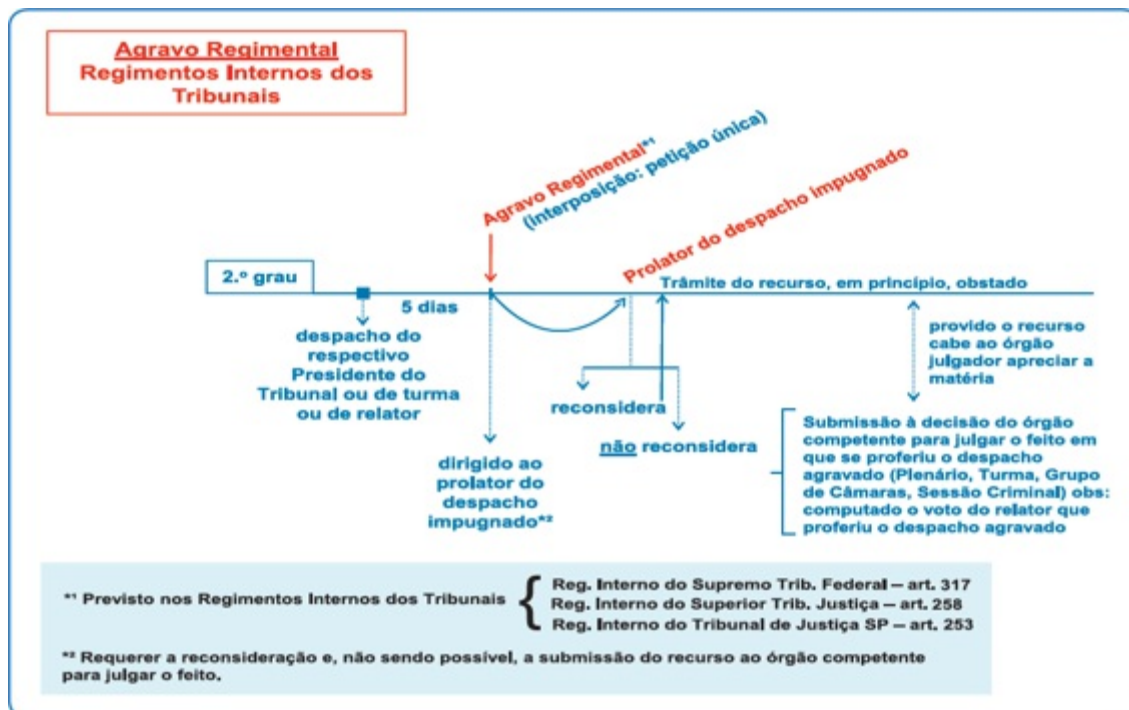 Agravo Regimental
Regimentos Internos dos
Tribunais
Agravo Regimental*¹
(interposição: petição única)
Prolator do despacho impugnado
2.º grau
5 dias
Trâmite do recurso, em princípio, obstado
despacho do
respectivo
Presidente do
Tribunal ou de turma
ou de relator
dirigido ao
prolator do
despacho
impugnado*²
reconsidera
não reconsidera
provido o recurso
cabe ao órgão
julgador apreciar a
matéria
Submissão à decisão do órgão
competente para julgar o feito em
que se proferiu o despacho
agravado (Plenário, Turma, Grupo
de Câmaras, Sessão Criminal) obs:
computado o voto do relator que
proferiu o despacho agravado
*¹ Previsto nos Regimentos Internos dos Tribunais
Reg. Interno do Supremo Trib. Federal – art. 317
Reg. Interno do Superior Trib. Justiça – art. 258
Reg. Interno do Tribunal de Justiça SP – art. 253
*² Requerer a reconsideração e, não sendo possível, a submissão do recurso ao órgão competente
para julgar o feito.